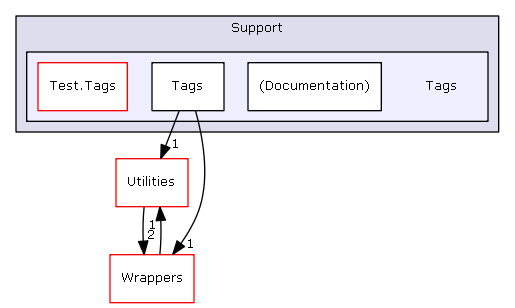 Support
Test.Tags
Tags
(Documentation)
Tags
1
Utilities
1
2
1
Wrappers